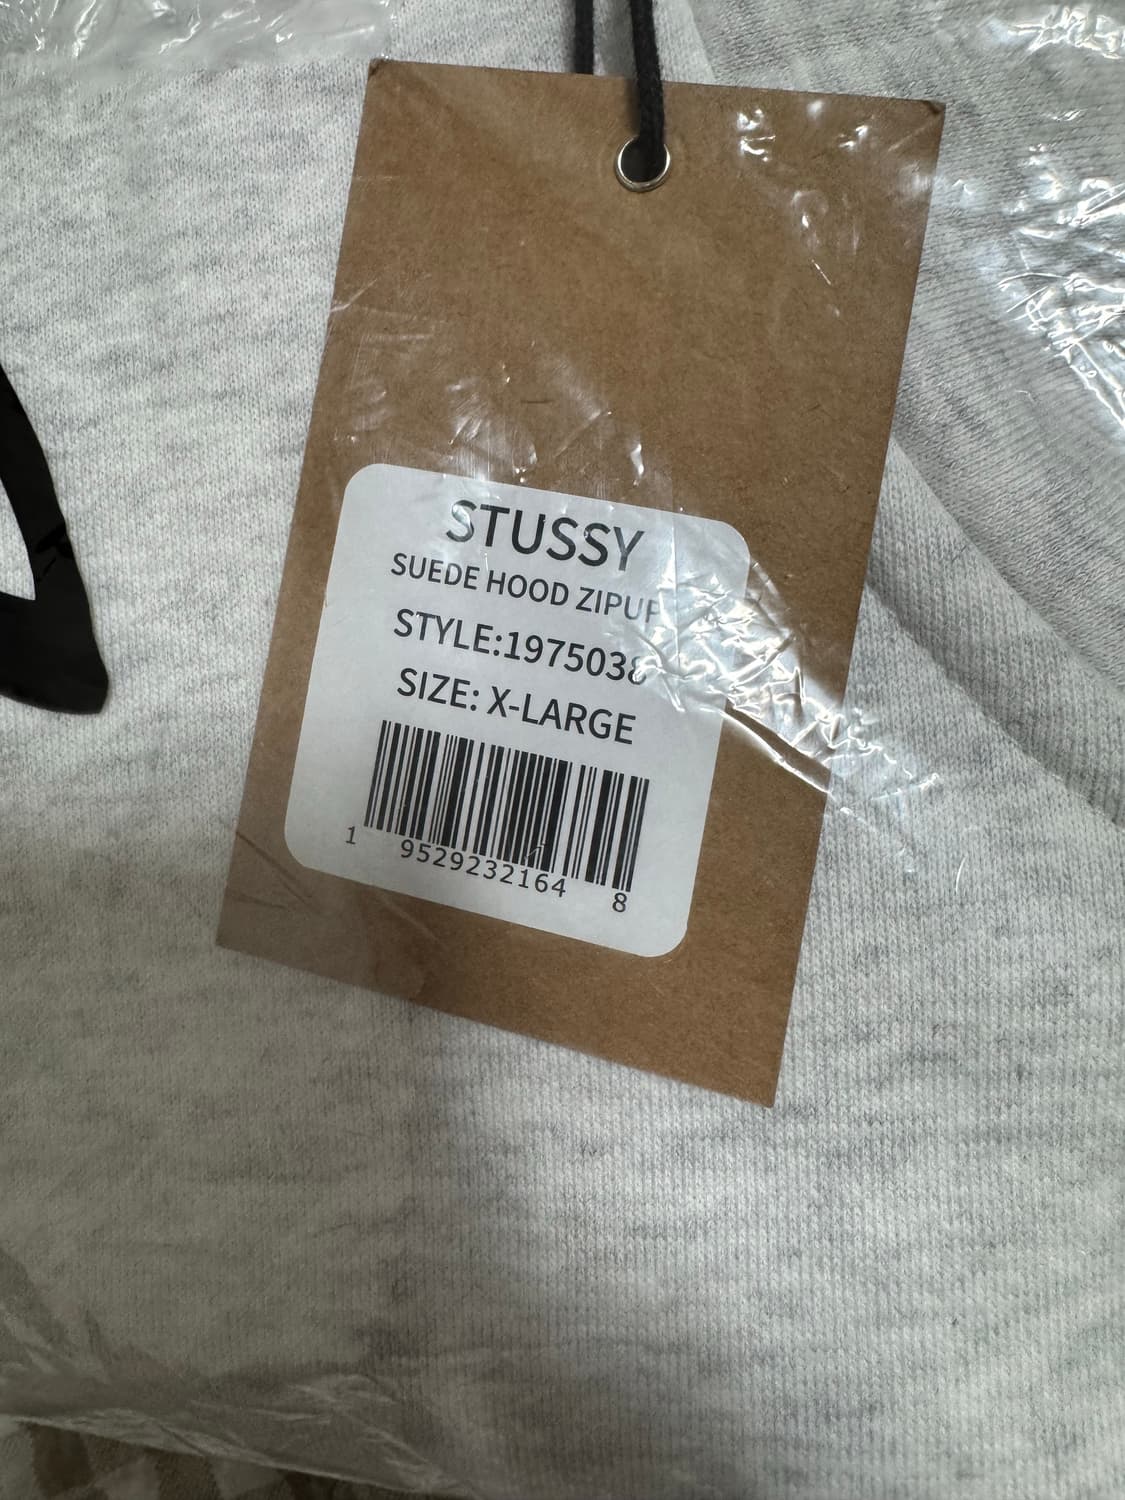 STUSSY
SUEDE HOOD ZIPUP
STYLE:1975038
SIZE: X-LARGE
1 9529232164 8